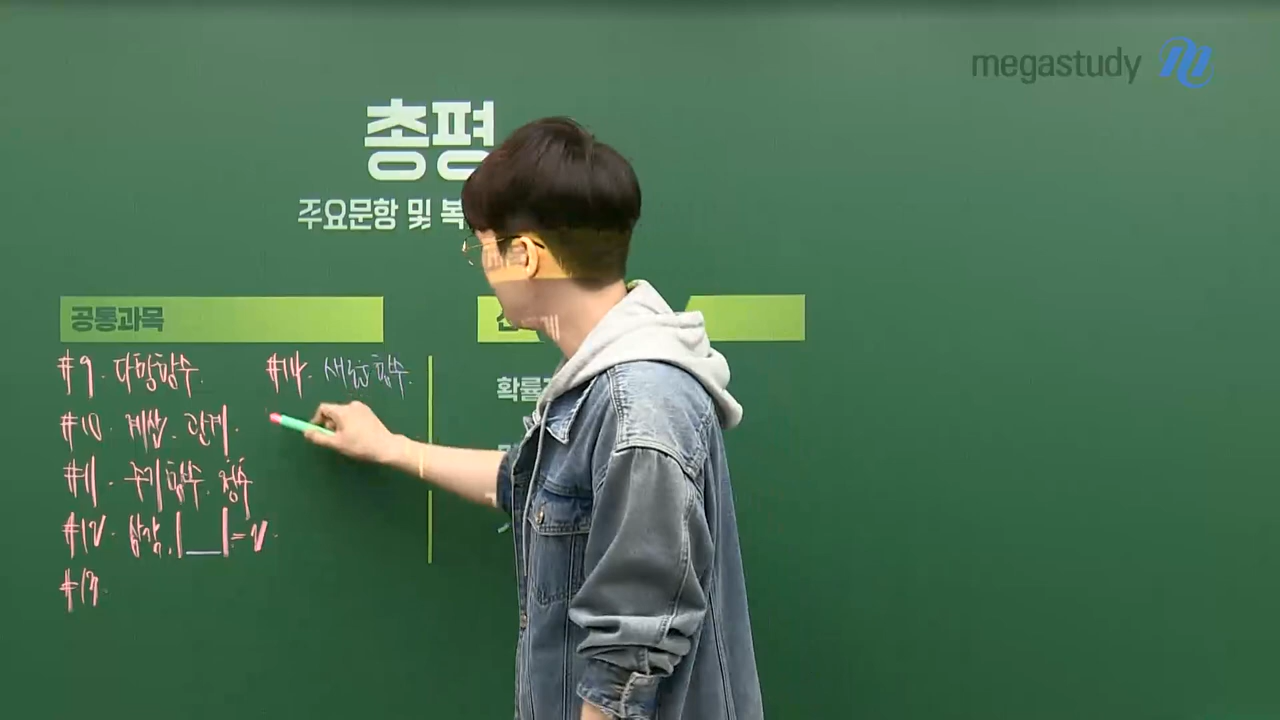 megastudy
총평
주요문항 및 복
공통과목
#9. 다항함수.
#10. 계산. 관계.
#11. 주기함수. 정수
#12. 삼각, |__|=2.
#13
#14. 새로운 함수.
확률